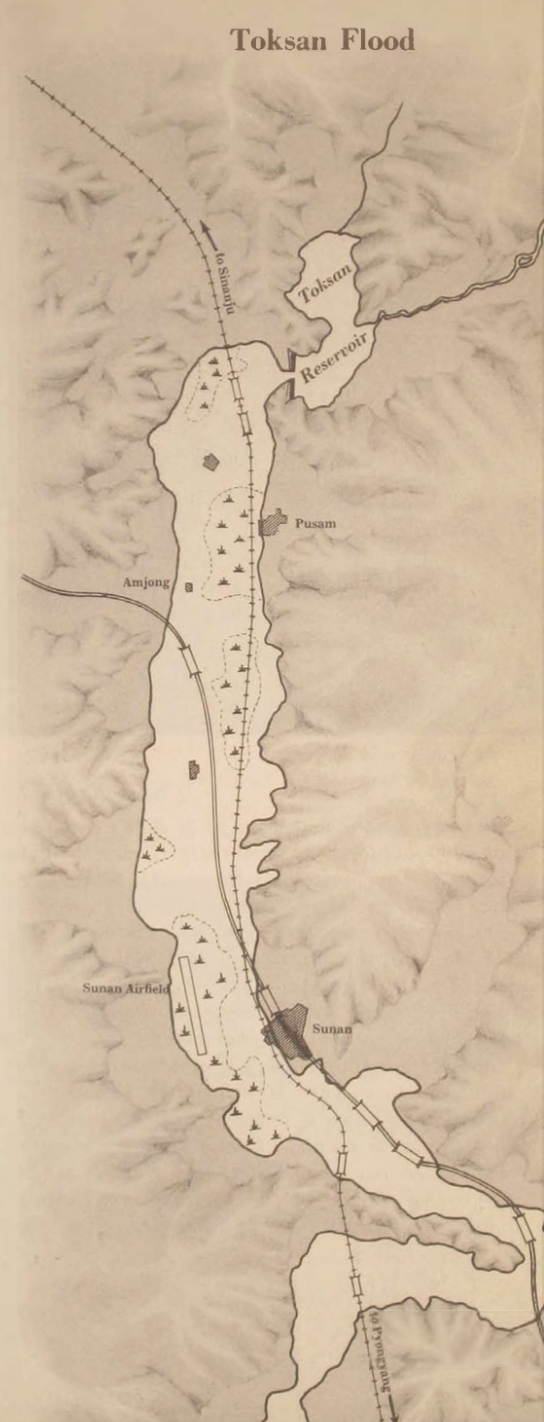 Toksan Flood
to Sinanju
Toksan
Reservoir
Pusam
Amjong
Sunan Airfield
Sunan
to Pyongyang